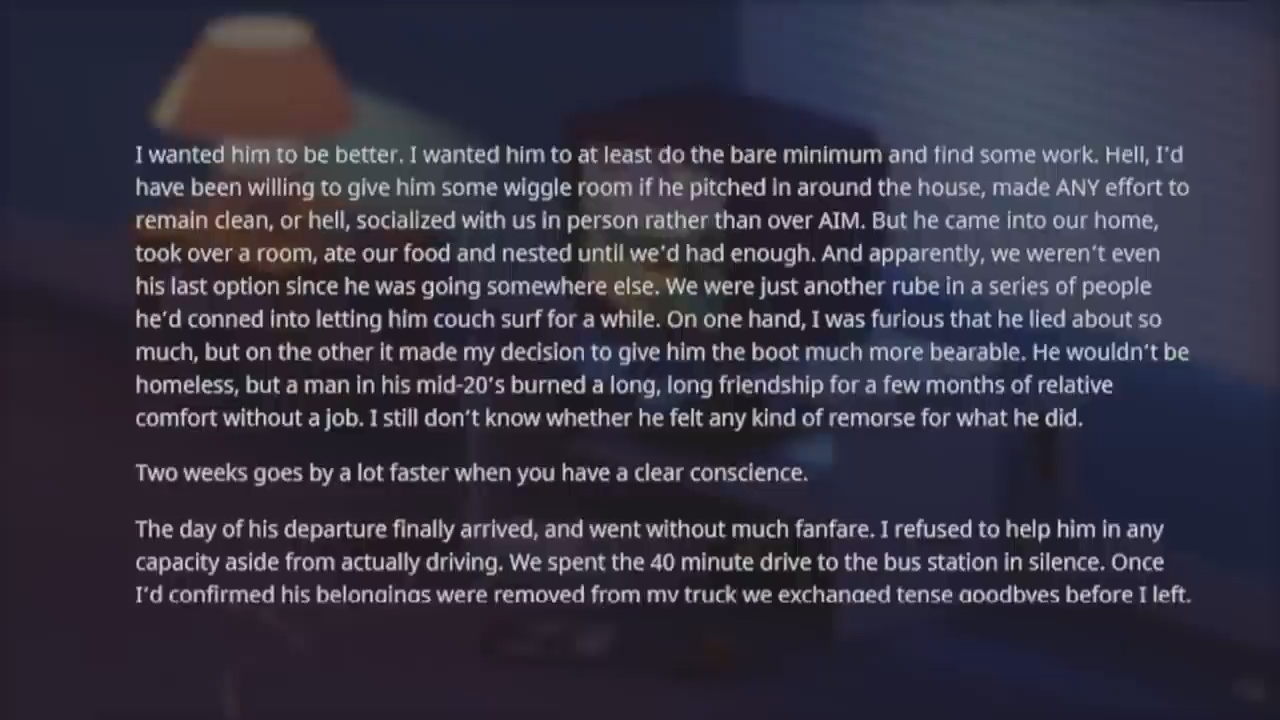 I wanted him to be better. I wanted him to at least do the bare minimum and find some work. Hell, I'd
have been willing to give him some wiggle room if he pitched in around the house, made ANY effort to
remain clean, or hell, socialized with us in person rather than over AIM. But he came into our home,
took over a room, ate our food and nested until we'd had enough. And apparently, we weren't even
his last option since he was going somewhere else. We were just another rube in a series of people
he'd conned into letting him couch surf for a while. On one hand, I was furious that he lied about so
much, but on the other it made my decision to give him the boot much more bearable. He wouldn't be
homeless, but a man in his mid-20's burned a long, long friendship for a few months of relative
comfort without a job. I still don't know whether he felt any kind of remorse for what he did.
Two weeks goes by a lot faster when you have a clear conscience.
The day of his departure finally arrived, and went without much fanfare. I refused to help him in any
capacity aside from actually driving. We spent the 40 minute drive to the bus station in silence. Once
I'd confirmed his belongings were removed from my truck we exchanged tense goodbyes before I left.